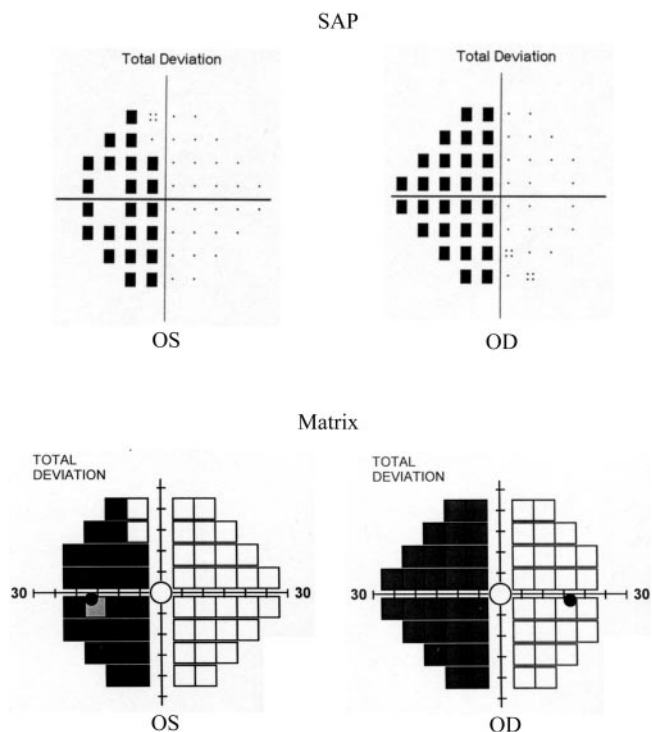 SAP
Total Deviation
Total Deviation
OS
OD
Matrix
TOTAL
DEVIATION
TOTAL
DEVIATION
30
30
30
30
OS
OD